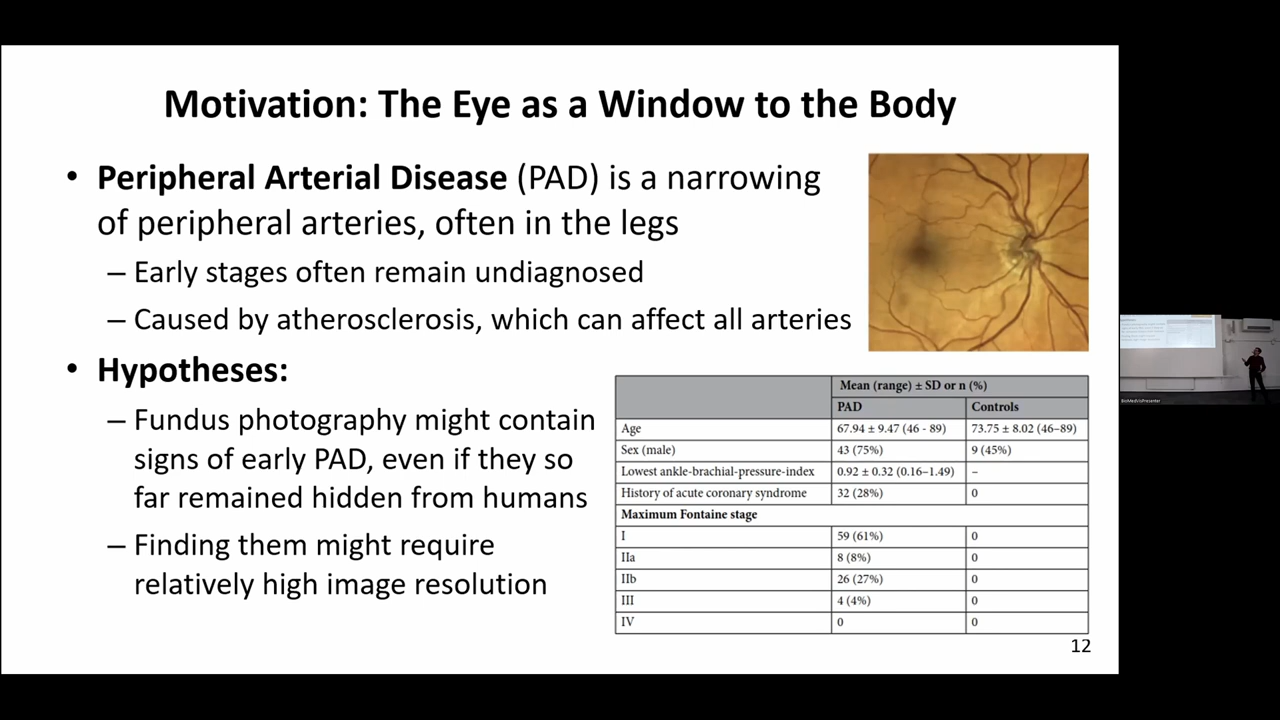 Motivation: The Eye as a Window to the Body
• Peripheral Arterial Disease (PAD) is a narrowing
of peripheral arteries, often in the legs
– Early stages often remain undiagnosed
– Caused by atherosclerosis, which can affect all arteries
• Hypotheses:
– Fundus photography might contain
signs of early PAD, even if they so
far remained hidden from humans
– Finding them might require
relatively high image resolution
Mean (range) ± SD or n (%)
PAD Controls
Age 67.94 ± 9.47 (46 - 89) 73.75 ± 8.02 (46–89)
Sex (male) 43 (75%) 9 (45%)
Lowest ankle-brachial-pressure-index 0.92 ± 0.32 (0.16–1.49) –
History of acute coronary syndrome 32 (28%) 0
Maximum Fontaine stage
I 59 (61%) 0
IIa 8 (8%) 0
IIb 26 (27%) 0
III 4 (4%) 0
IV 0 0
12
BioMedVisPresenter